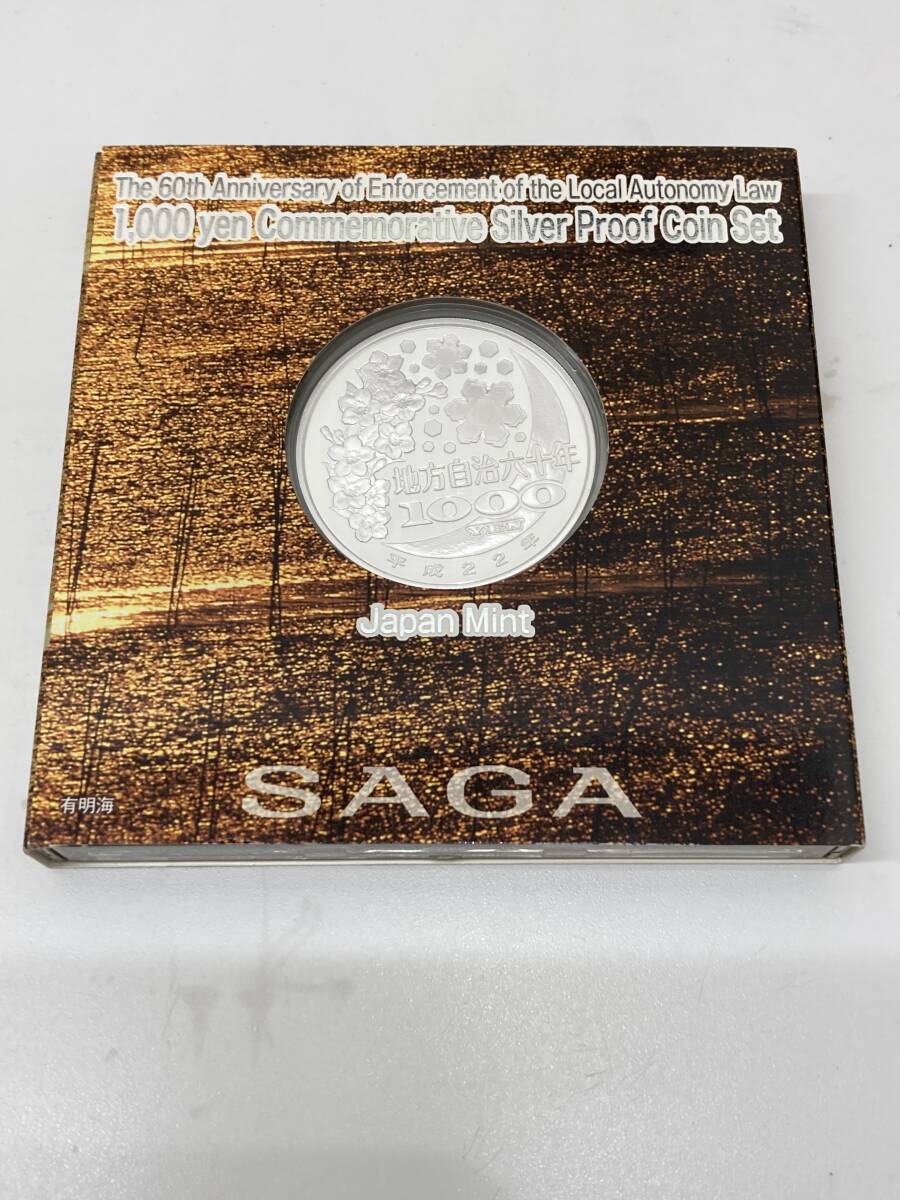 The 60th Anniversary of Enforcement of the Local Autonomy Law
1,000 yen Commemorative Silver Proof Coin Set
地方自治六十年
1000
YEN
平成22年
Japan Mint
SAGA
有明海